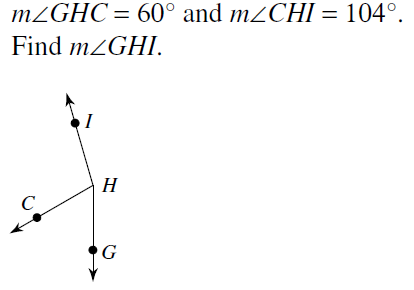 m∠GHC = 60° and m∠CHI = 104°.
Find m∠GHI.
I
H
C
G